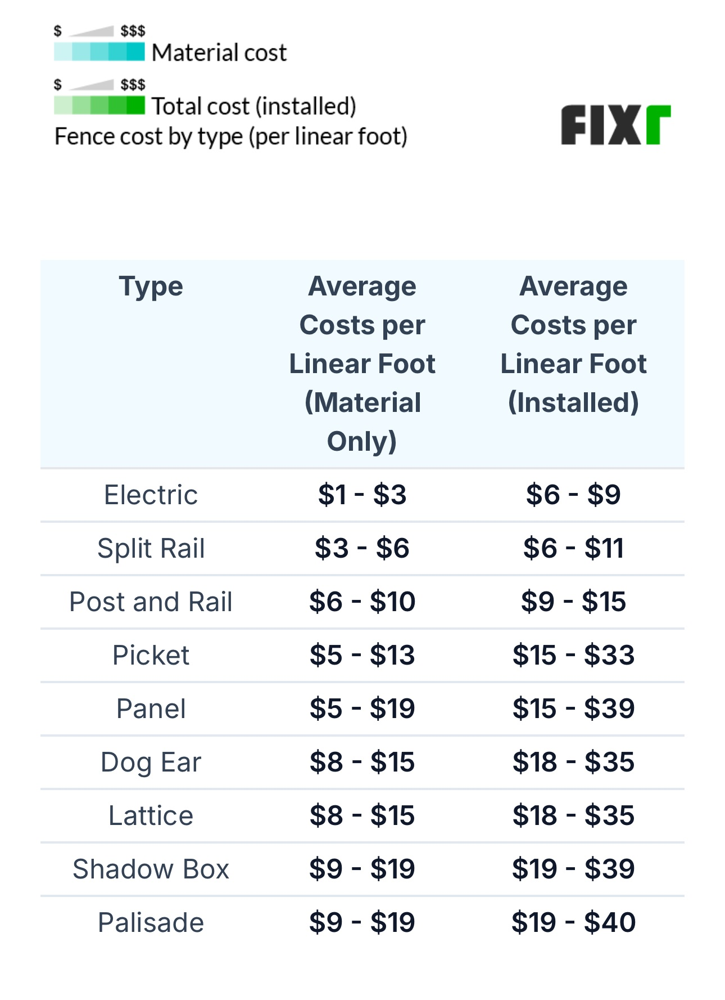 $ $$$
Material cost
$ $$$
Total cost (installed)
Fence cost by type (per linear foot)
FIXr
Type Average Costs per Linear Foot (Material Only) Average Costs per Linear Foot (Installed)
Electric $1 - $3 $6 - $9
Split Rail $3 - $6 $6 - $11
Post and Rail $6 - $10 $9 - $15
Picket $5 - $13 $15 - $33
Panel $5 - $19 $15 - $39
Dog Ear $8 - $15 $18 - $35
Lattice $8 - $15 $18 - $35
Shadow Box $9 - $19 $19 - $39
Palisade $9 - $19 $19 - $40